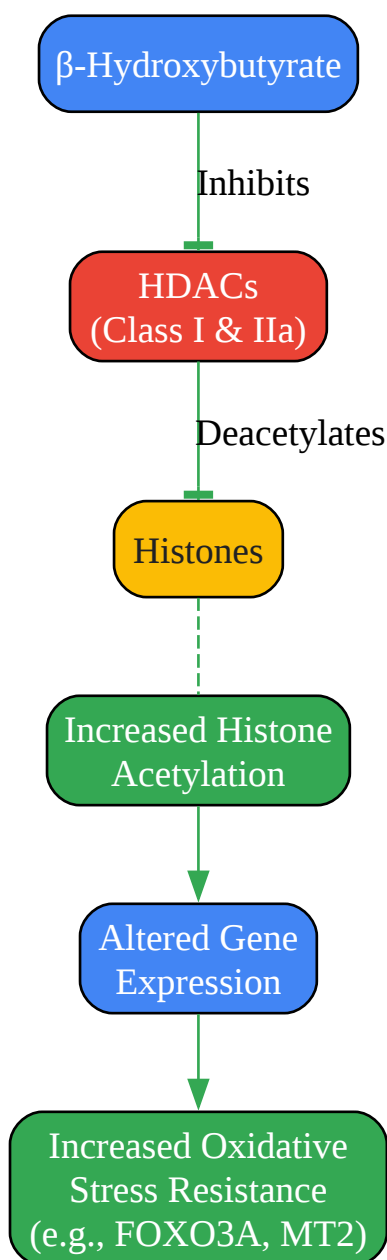 β-Hydroxybutyrate
Inhibits
HDACs
(Class I & IIa)
Deacetylates
Histones
Increased Histone
Acetylation
Altered Gene
Expression
Increased Oxidative
Stress Resistance
(e.g., FOXO3A, MT2)